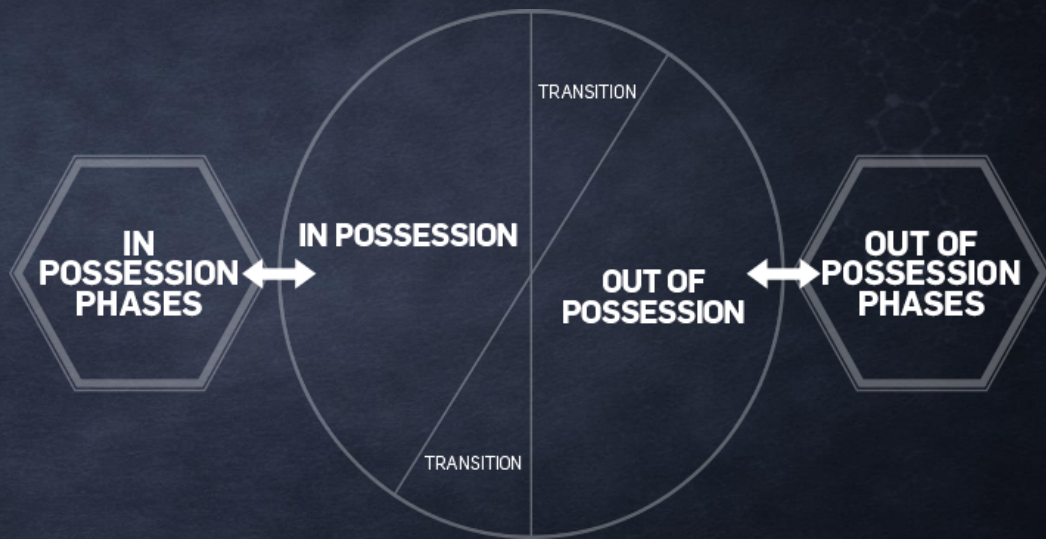 TRANSITION
IN POSSESSION
IN
POSSESSION
PHASES
OUT OF
POSSESSION
OUT OF
POSSESSION
PHASES
TRANSITION